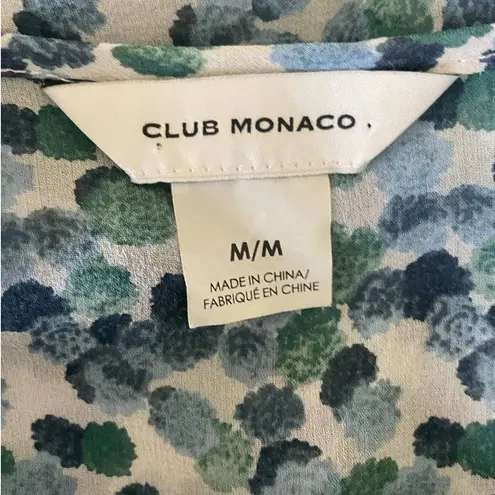 CLUB MONACO
M/M
MADE IN CHINA/
FABRIQUÉ EN CHINE